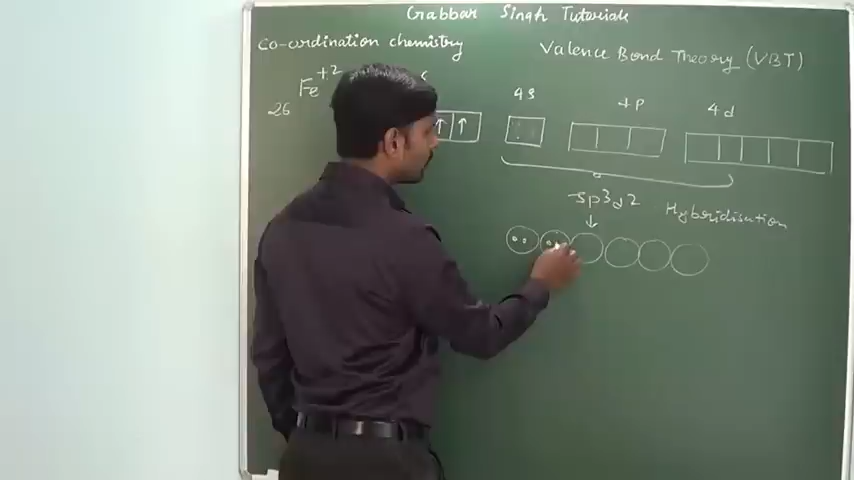 Gabbar Singh Tutorials
Co-ordination chemistry
Valence Bond Theory (VBT)
Fe+2
26
4s
4p
4d
sp3d2
Hybridisation